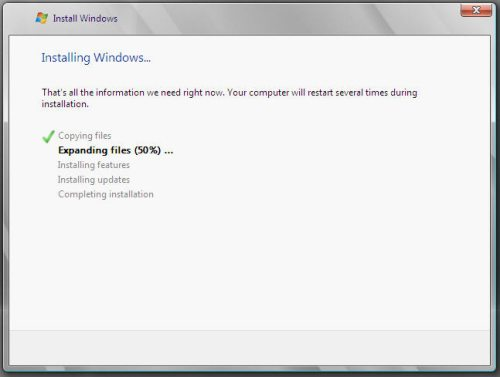 Install Windows
Installing Windows...
That's all the information we need right now. Your computer will restart several times during
installation.
Copying files
Expanding files (50%) ...
Installing features
Installing updates
Completing installation